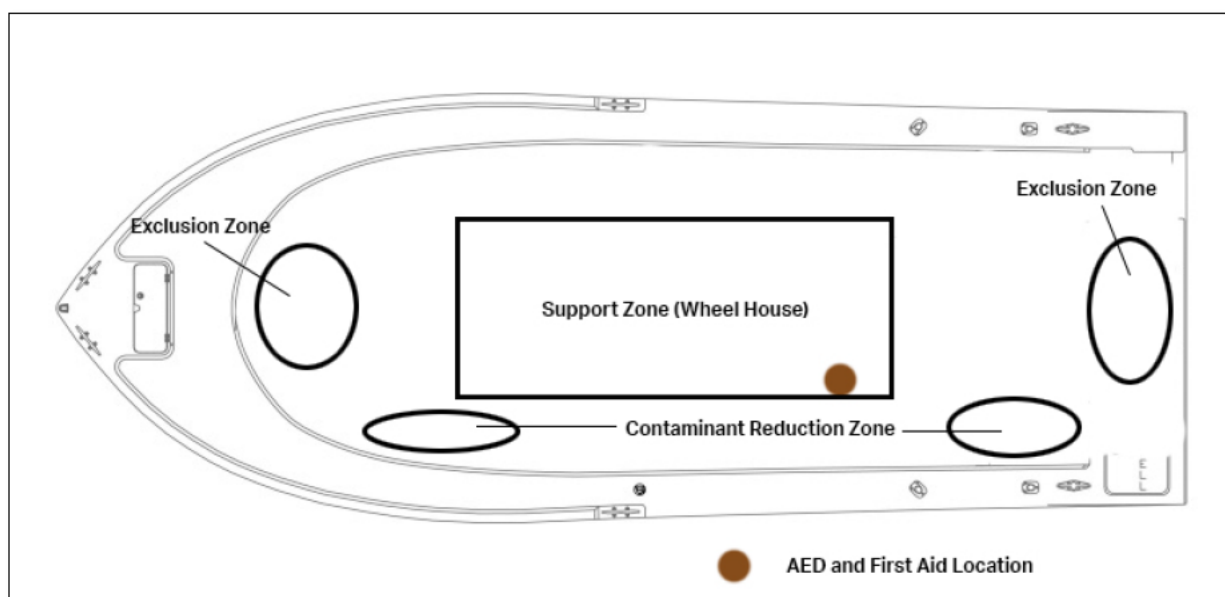 Exclusion Zone
Exclusion Zone
Support Zone (Wheel House)
Contaminant Reduction Zone
AED and First Aid Location